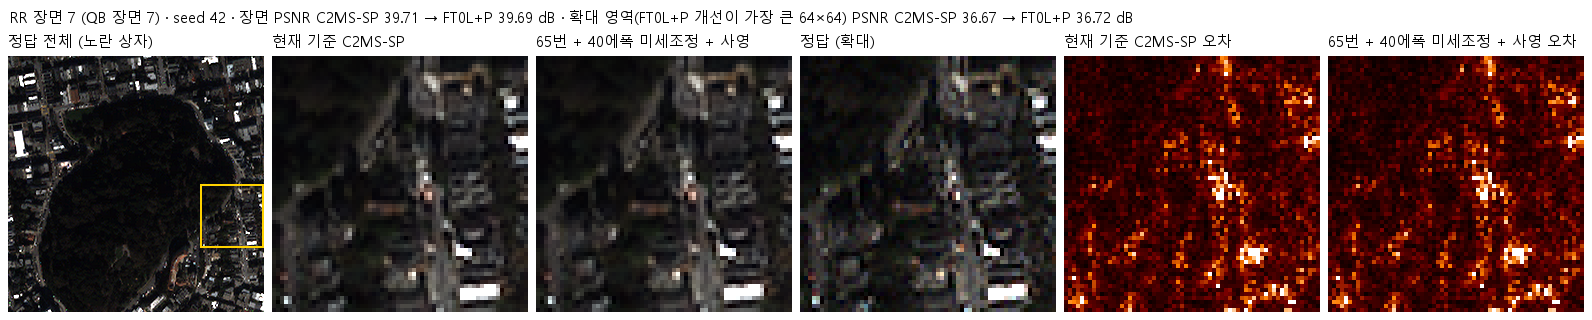 RR 장면 7 (QB 장면 7) · seed 42 · 장면 PSNR C2MS-SP 39.71 → FT0L+P 39.69 dB · 확대 영역(FT0L+P 개선이 가장 큰 64×64) PSNR C2MS-SP 36.67 → FT0L+P 36.72 dB
정답 전체 (노란 상자)
현재 기준 C2MS-SP
65번 + 40에폭 미세조정 + 사영
정답 (확대)
현재 기준 C2MS-SP 오차
65번 + 40에폭 미세조정 + 사영 오차